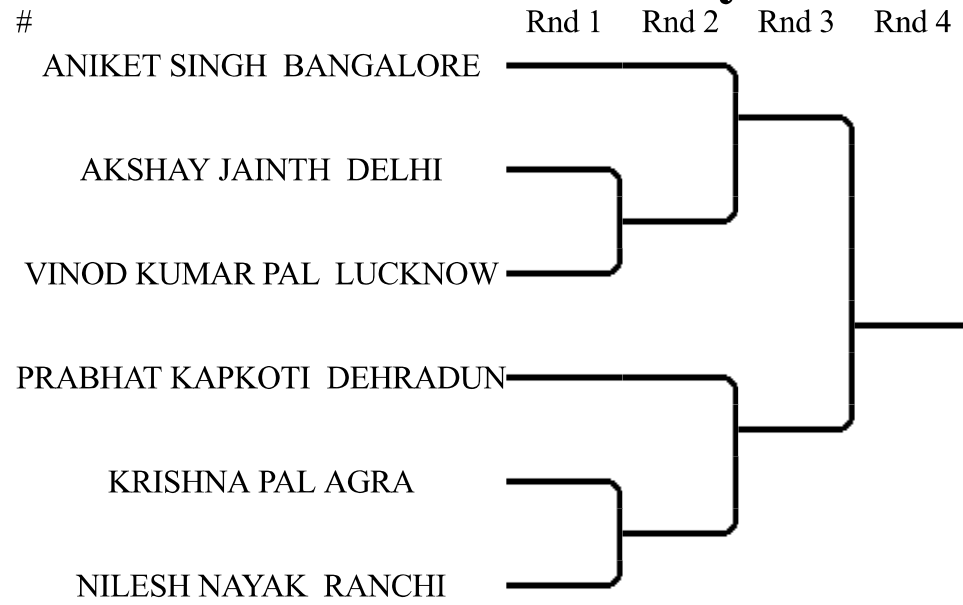 # Rnd 1 Rnd 2 Rnd 3 Rnd 4
ANIKET SINGH BANGALORE
AKSHAY JAINTH DELHI
VINOD KUMAR PAL LUCKNOW
PRABHAT KAPKOTI DEHRADUN
KRISHNA PAL AGRA
NILESH NAYAK RANCHI